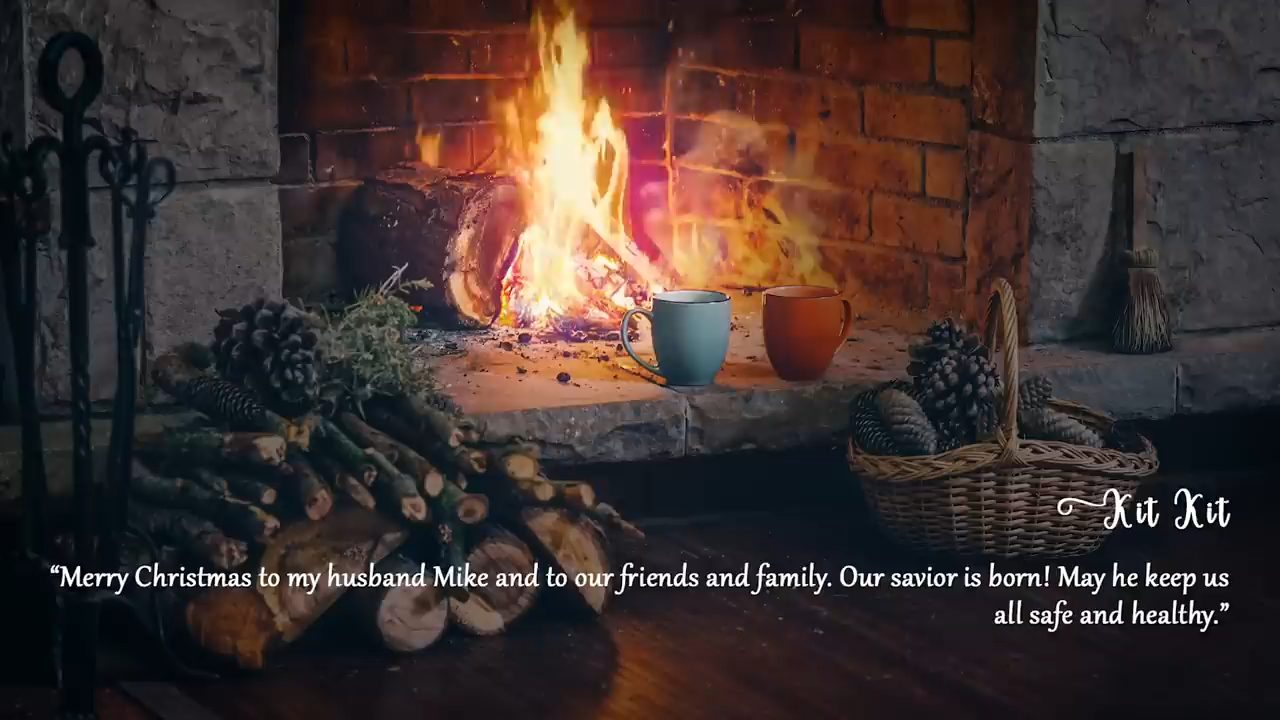 Kit Kit
“Merry Christmas to my husband Mike and to our friends and family. Our savior is born! May he keep us
all safe and healthy.”